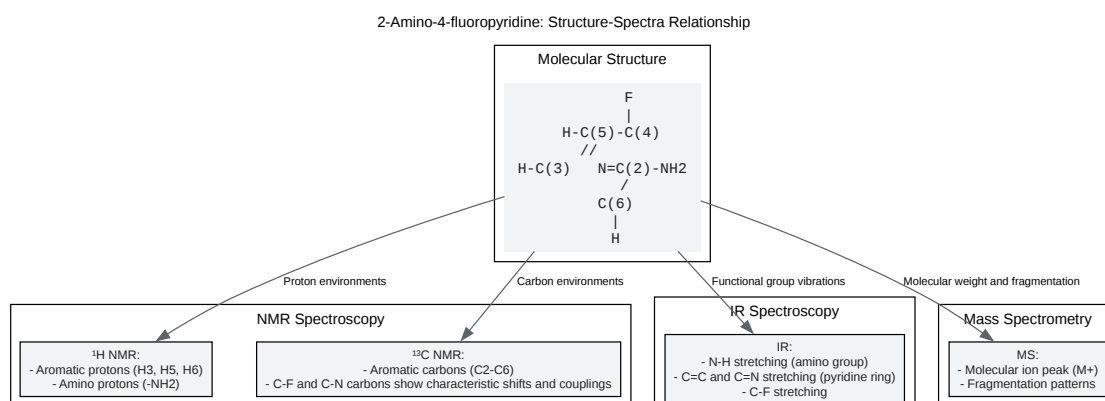 2-Amino-4-fluoropyridine: Structure-Spectra Relationship
Molecular Structure
F
|
H-C(5)-C(4)
//
H-C(3)   N=C(2)-NH2
/
C(6)
|
H
Proton environments
Carbon environments
Functional group vibrations
Molecular weight and fragmentation
NMR Spectroscopy
¹H NMR:
- Aromatic protons (H3, H5, H6)
- Amino protons (-NH2)
¹³C NMR:
- Aromatic carbons (C2-C6)
- C-F and C-N carbons show characteristic shifts and couplings
IR Spectroscopy
IR:
- N-H stretching (amino group)
- C=C and C=N stretching (pyridine ring)
- C-F stretching
Mass Spectrometry
MS:
- Molecular ion peak (M+)
- Fragmentation patterns